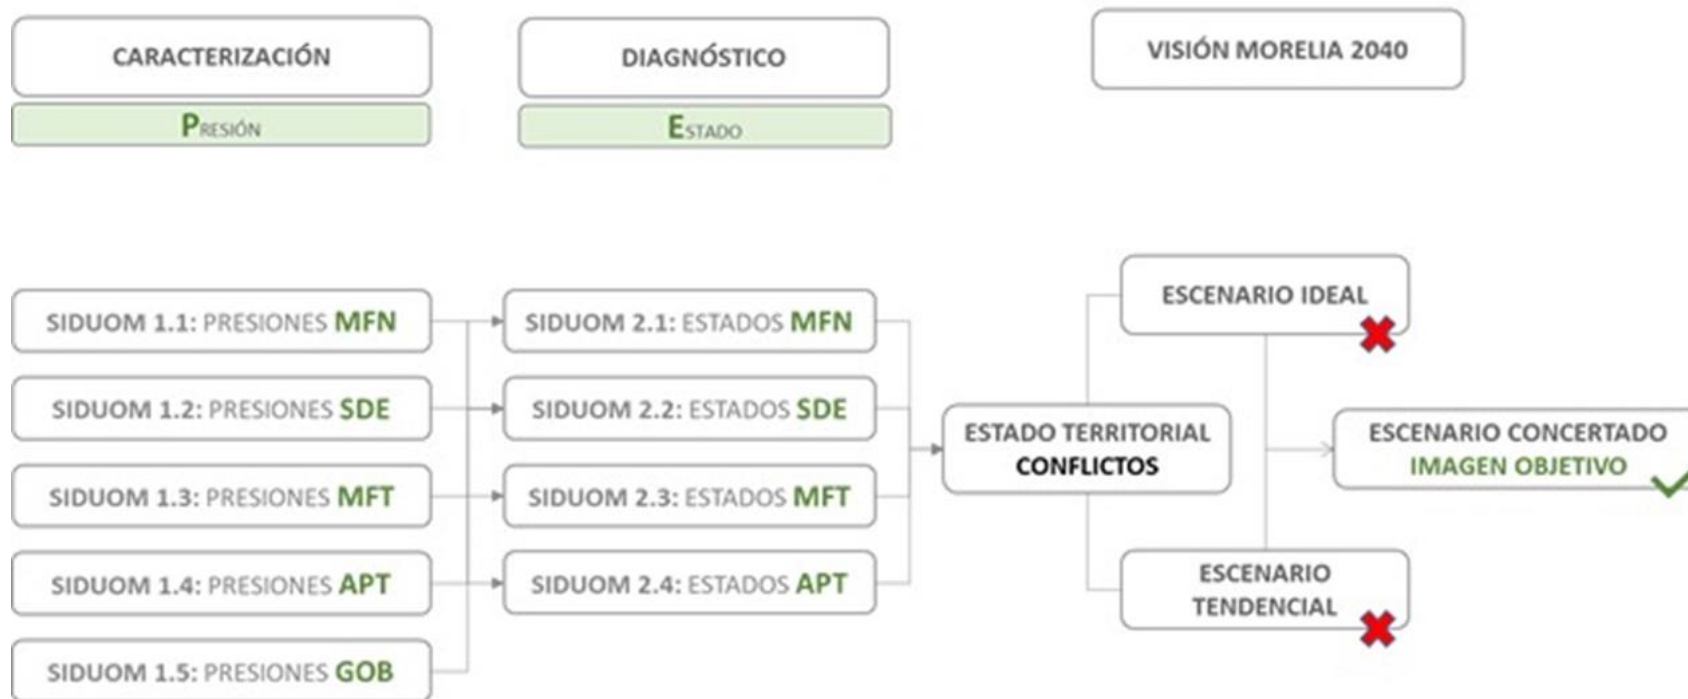 CARACTERIZACIÓN
PRESIÓN
DIAGNÓSTICO
ESTADO
VISIÓN MORELIA 2040
SIDUOM 1.1: PRESIONES MFN
SIDUOM 1.2: PRESIONES SDE
SIDUOM 1.3: PRESIONES MFT
SIDUOM 1.4: PRESIONES APT
SIDUOM 1.5: PRESIONES GOB
SIDUOM 2.1: ESTADOS MFN
SIDUOM 2.2: ESTADOS SDE
SIDUOM 2.3: ESTADOS MFT
SIDUOM 2.4: ESTADOS APT
ESTADO TERRITORIAL
CONFLICTOS
ESCENARIO IDEAL
ESCENARIO
TENDENCIAL
ESCENARIO CONCERTADO
IMAGEN OBJETIVO